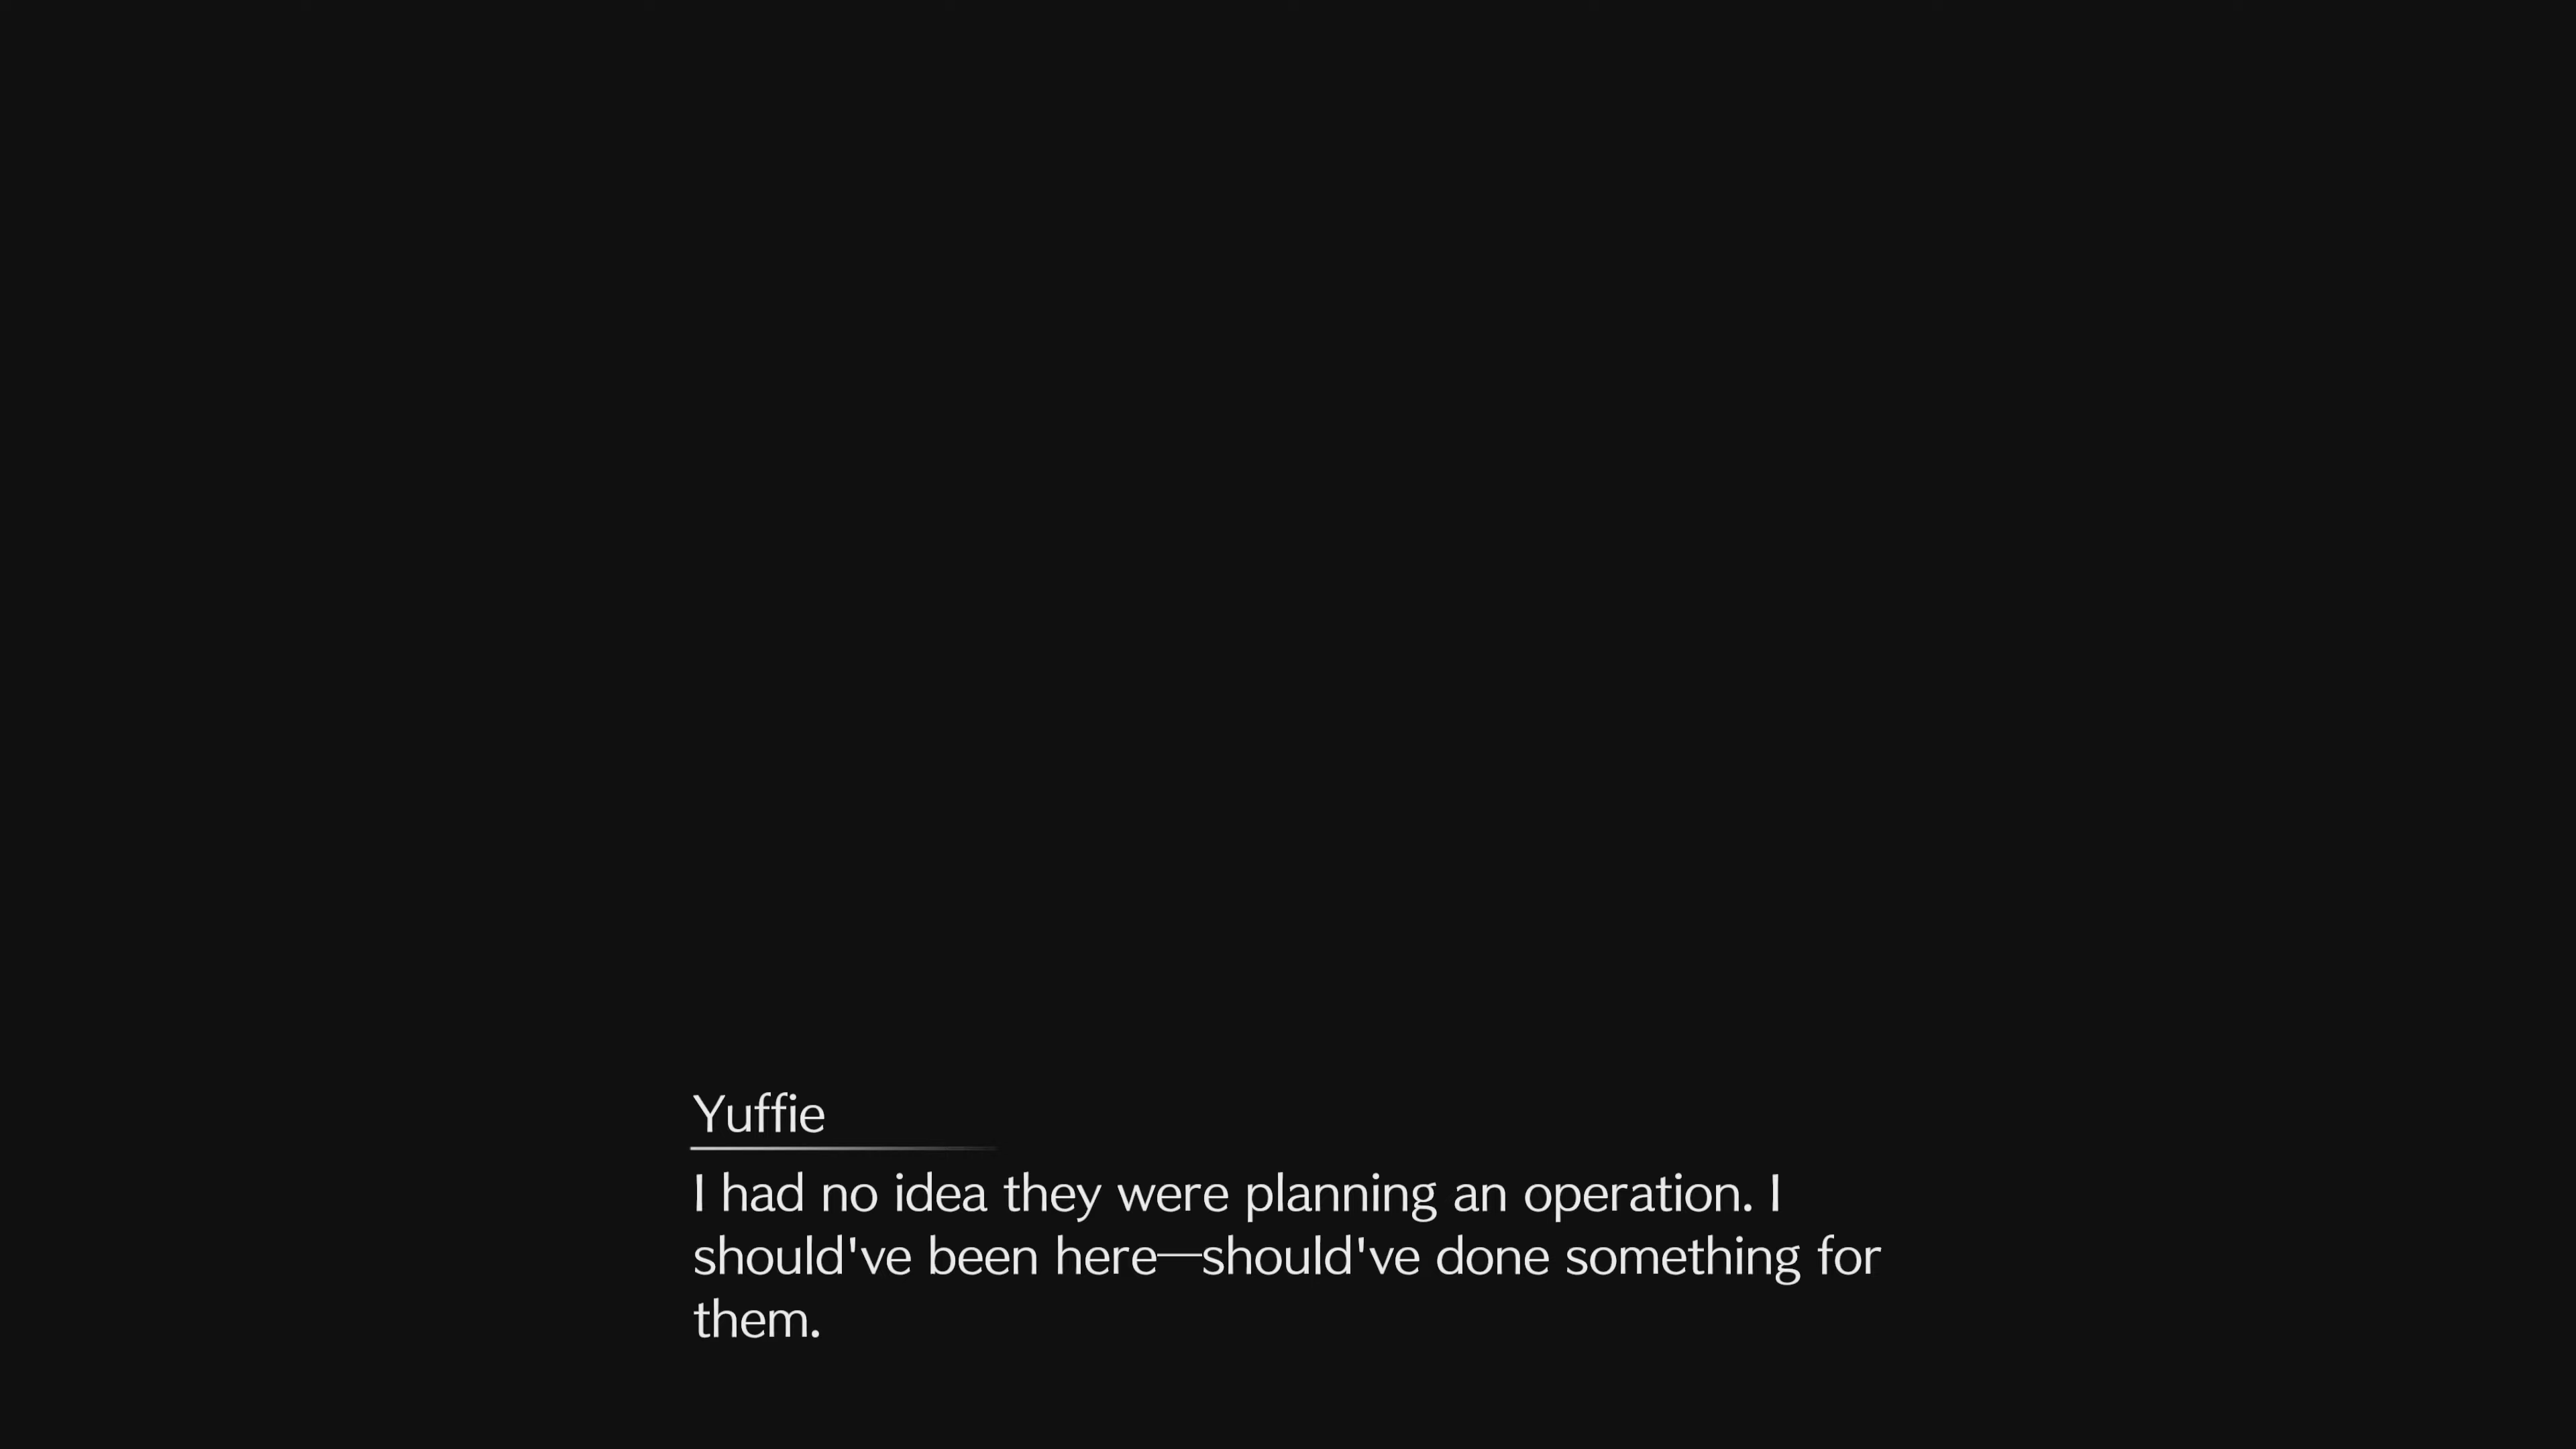 Yuffie
I had no idea they were planning an operation. I
should've been here—should've done something for
them.